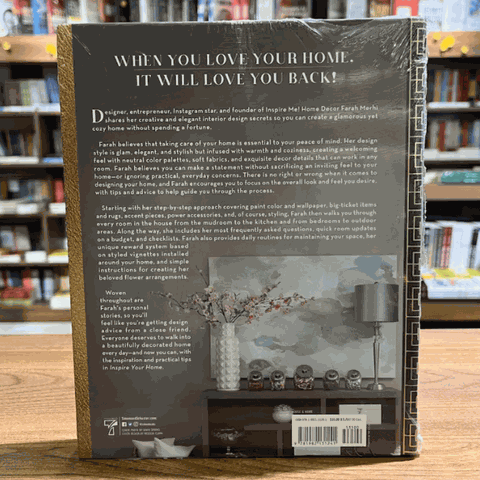 WHEN YOU LOVE YOUR HOME,
IT WILL LOVE YOU BACK!
Designer, entrepreneur, Instagram star, and founder of Inspire Me! Home Decor Farah Merhi
shares her creative and elegant interior design secrets so you can create a glamorous yet
cozy home without spending a fortune.
Farah believes that taking care of your home is essential to your peace of mind. Her design
style is glam, elegant, and stylish but infused with warmth and coziness, creating a welcoming
feel with neutral color palettes, soft fabrics, and exquisite decor details that can work in any
room. Farah believes you can make a statement without sacrificing an inviting feel to your
home—or ignoring practical, everyday concerns. There is no right or wrong when it comes to
designing your home, and Farah encourages you to focus on the overall look and feel you desire,
with tips and advice to help guide you through the process.
Starting with her step-by-step approach covering paint color and wallpaper, big-ticket items
and rugs, accent pieces, power accessories, and, of course, styling, Farah then walks you through
every room in the house from the mudroom to the kitchen and from bedrooms to outdoor
areas. Along the way, she includes her most frequently asked questions, quick room updates
on a budget, and checklists. Farah also provides daily routines for maintaining your space, her
unique reward system based
on styled vignettes installed
around your home, and simple
instructions for creating her
beloved flower arrangements.
Woven
throughout are
Farah's personal
stories, so you'll
feel like you're getting design
advice from a close friend.
Everyone deserves to walk into
a beautifully decorated home
every day—and now you can, with
the inspiration and practical tips
in Inspire Your Home.